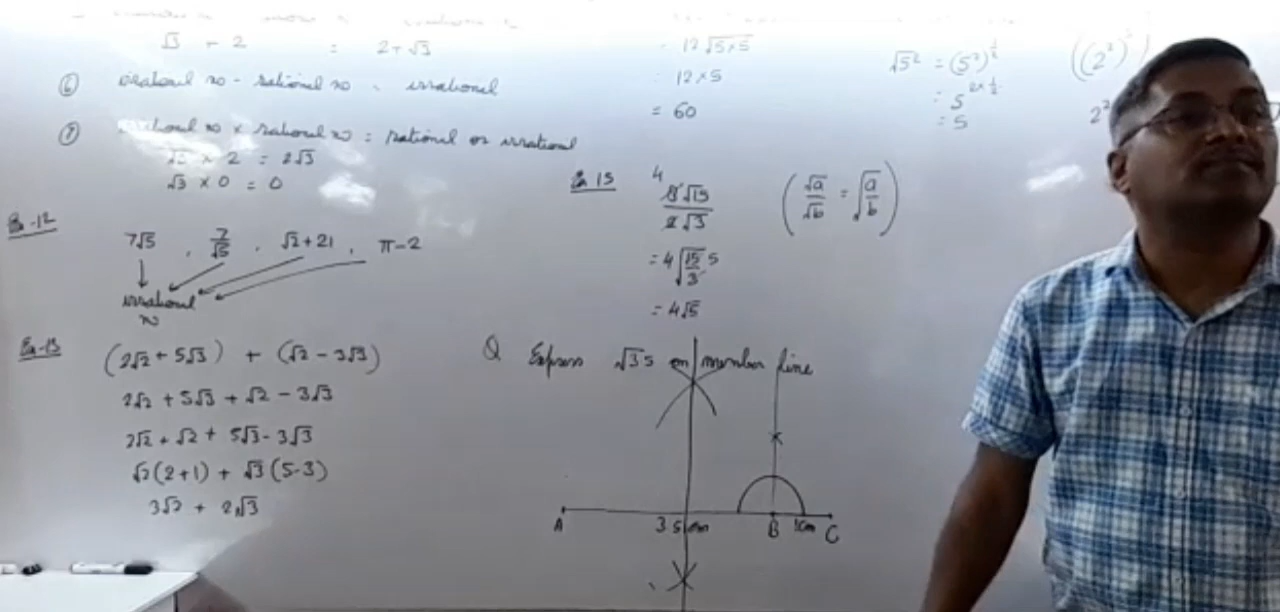 √3 + 2 = 2+√3
⑥ irrational no - rational no = irrational
⑦ no × rational no = rational or irrational
× 2 = 2√3
√3 × 0 = 0
Ex-12
7√5 , 7/√5 , √2+21 , π-2
irrational
no
Ex-13
(2√2 + 5√3) + (√2 - 3√3)
2√2 + 5√3 + √2 - 3√3
2√2 + √2 + 5√3 - 3√3
√2(2+1) + √3(5-3)
3√2 + 2√3
= 12√5×5
= 12×5
= 60
√5² = (5²)^½
= 5^(2×½)
= 5
Ex 15
4
8√15 / 2√3
(√a/√b = √(a/b))
= 4√(15/3) 5
= 4√5
Q Express √3.5 on number line
A 3.5 cm B 1cm C